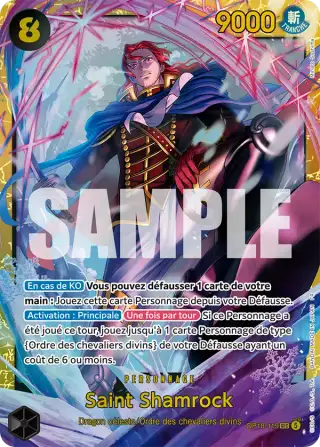 8
9000
斬
TRANCHE
SAMPLE
En cas de KO Vous pouvez défausser 1 carte de votre
main : Jouez cette carte Personnage depuis votre Défausse.
Activation : Principale Une fois par tour Si ce Personnage a
été joué ce tour, jouez jusqu'à 1 carte Personnage de type
{Ordre des chevaliers divins} de votre Défausse ayant un
coût de 6 ou moins.
PERSONNAGE
Saint Shamrock
Dragon céleste/Ordre des chevaliers divins
5